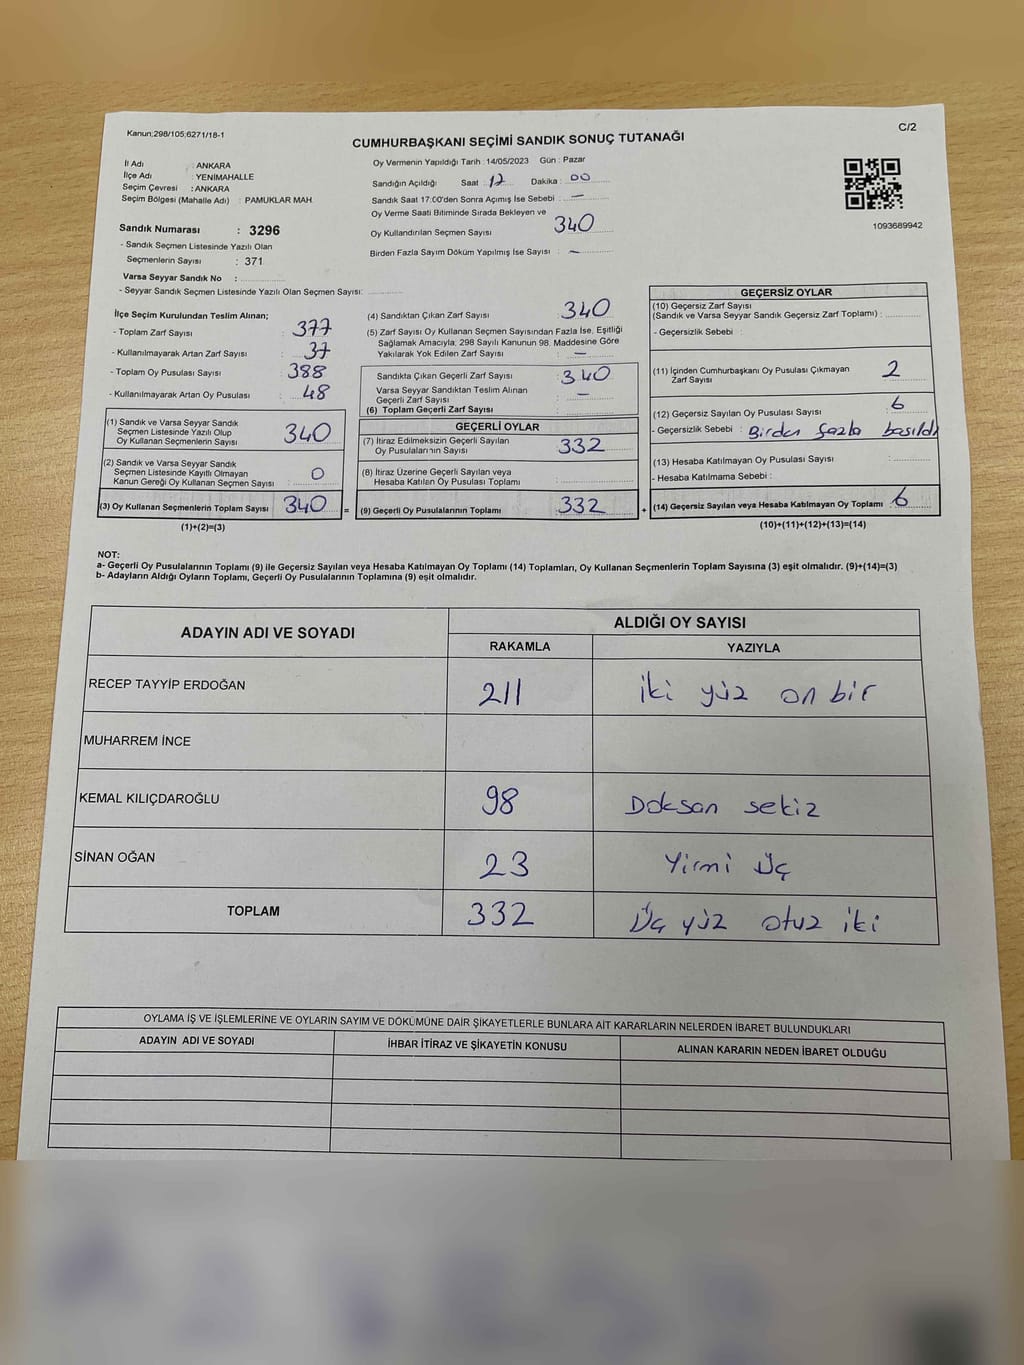 Kanun:298/105;6271/18-1
C/2
CUMHURBAŞKANI SEÇİMİ SANDIK SONUÇ TUTANAĞI
İl Adı : ANKARA
İlçe Adı : YENİMAHALLE
Seçim Çevresi : ANKARA
Seçim Bölgesi (Mahalle Adı) : PAMUKLAR MAH.
Sandık Numarası : 3296
- Sandık Seçmen Listesinde Yazılı Olan
Seçmenlerin Sayısı : 371
Varsa Seyyar Sandık No :
- Seyyar Sandık Seçmen Listesinde Yazılı Olan Seçmen Sayısı:
Oy Vermenin Yapıldığı Tarih : 14/05/2023 Gün : Pazar
Sandığın Açıldığı Saat : 17 Dakika : 00
Sandık Saat 17:00'den Sonra Açımış İse Sebebi : —
Oy Verme Saati Bitiminde Sırada Bekleyen ve
Oy Kullandırılan Seçmen Sayısı : 340
Birden Fazla Sayım Döküm Yapılmış İse Sayısı : —
1093689942
İlçe Seçim Kurulundan Teslim Alınan;
- Toplam Zarf Sayısı : 377
- Kullanılmayarak Artan Zarf Sayısı : 37
- Toplam Oy Pusulası Sayısı : 388
- Kullanılmayarak Artan Oy Pusulası : 48
(1) Sandık ve Varsa Seyyar Sandık
Seçmen Listesinde Yazılı Olup
Oy Kullanan Seçmenlerin Sayısı : 340
(2) Sandık ve Varsa Seyyar Sandık
Seçmen Listesinde Kayıtlı Olmayan
Kanun Gereği Oy Kullanan Seçmen Sayısı : 0
(3) Oy Kullanan Seçmenlerin Toplam Sayısı 340 =
(1)+(2)=(3)
(4) Sandıktan Çıkan Zarf Sayısı : 340
(5) Zarf Sayısı Oy Kullanan Seçmen Sayısından Fazla İse, Eşitliği
Sağlamak Amacıyla; 298 Sayılı Kanunun 98. Maddesine Göre
Yakılarak Yok Edilen Zarf Sayısı : —
Sandıkta Çıkan Geçerli Zarf Sayısı : 340
Varsa Seyyar Sandıktan Teslim Alınan
Geçerli Zarf Sayısı : —
(6) Toplam Geçerli Zarf Sayısı :
GEÇERLİ OYLAR
(7) İtiraz Edilmeksizin Geçerli Sayılan
Oy Pusulalarının Sayısı : 332
(8) İtiraz Üzerine Geçerli Sayılan veya
Hesaba Katılan Oy Pusulası Toplamı :
(9) Geçerli Oy Pusulalarının Toplamı : 332 +
GEÇERSİZ OYLAR
(10) Geçersiz Zarf Sayısı
(Sandık ve Varsa Seyyar Sandık Geçersiz Zarf Toplamı) :
- Geçersizlik Sebebi :
(11) İçinden Cumhurbaşkanı Oy Pusulası Çıkmayan
Zarf Sayısı : 2
(12) Geçersiz Sayılan Oy Pusulası Sayısı : 6
- Geçersizlik Sebebi : Birden fazla basıldı
(13) Hesaba Katılmayan Oy Pusulası Sayısı :
- Hesaba Katılmama Sebebi :
(14) Geçersiz Sayılan veya Hesaba Katılmayan Oy Toplamı : 6
(10)+(11)+(12)+(13)=(14)
NOT:
a- Geçerli Oy Pusulalarının Toplamı (9) ile Geçersiz Sayılan veya Hesaba Katılmayan Oy Toplamı (14) Toplamları, Oy Kullanan Seçmenlerin Toplam Sayısına (3) eşit olmalıdır. (9)+(14)=(3)
b- Adayların Aldığı Oyların Toplamı, Geçerli Oy Pusulalarının Toplamına (9) eşit olmalıdır.
ADAYIN ADI VE SOYADI
ALDIĞI OY SAYISI
RAKAMLA YAZIYLA
RECEP TAYYİP ERDOĞAN 211 iki yüz on bir
MUHARREM İNCE
KEMAL KILIÇDAROĞLU 98 Doksan sekiz
SİNAN OĞAN 23 Yirmi Üç
TOPLAM 332 Üç yüz otuz iki
OYLAMA İŞ VE İŞLEMLERİNE VE OYLARIN SAYIM VE DÖKÜMÜNE DAİR ŞİKAYETLERLE BUNLARA AİT KARARLARIN NELERDEN İBARET BULUNDUKLARI
ADAYIN ADI VE SOYADI İHBAR İTİRAZ VE ŞİKAYETİN KONUSU ALINAN KARARIN NEDEN İBARET OLDUĞU